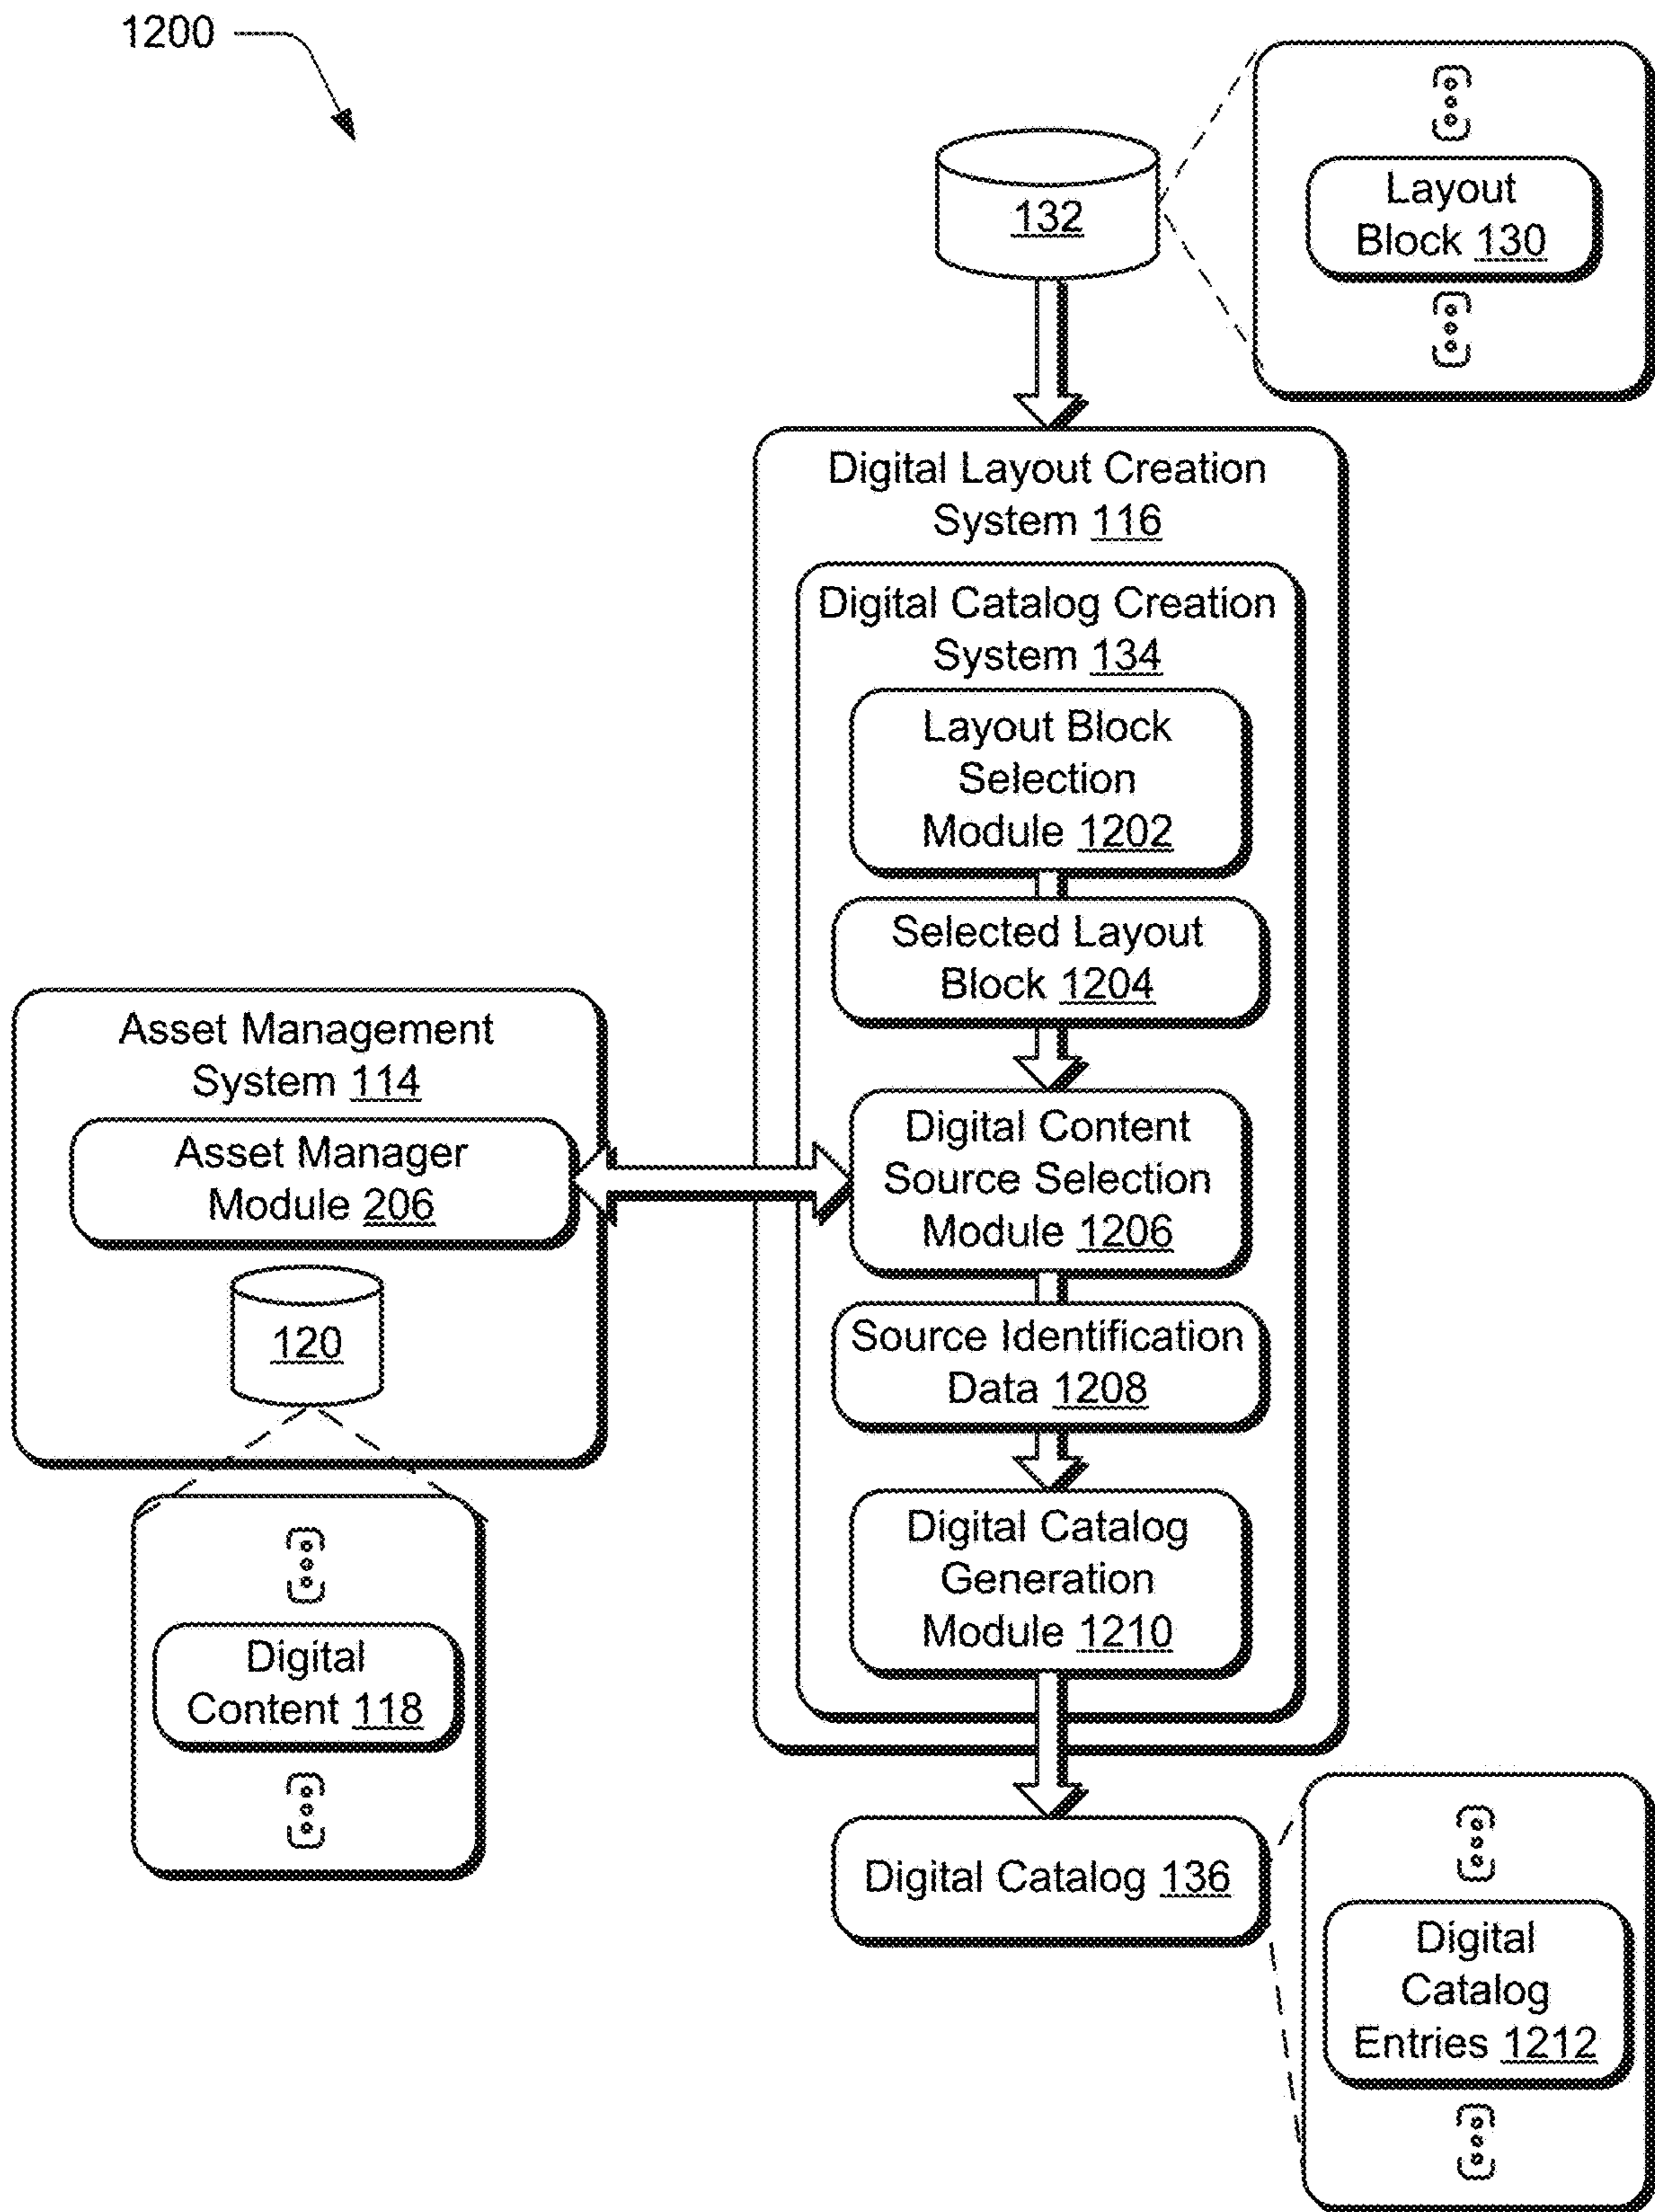 1200
132
Layout
Block 130
Digital Layout Creation
System 116
Digital Catalog Creation
System 134
Layout Block
Selection
Module 1202
Selected Layout
Block 1204
Asset Management
System 114
Asset Manager
Module 206
120
Digital
Content 118
Digital Content
Source Selection
Module 1206
Source Identification
Data 1208
Digital Catalog
Generation
Module 1210
Digital Catalog 136
Digital
Catalog
Entries 1212